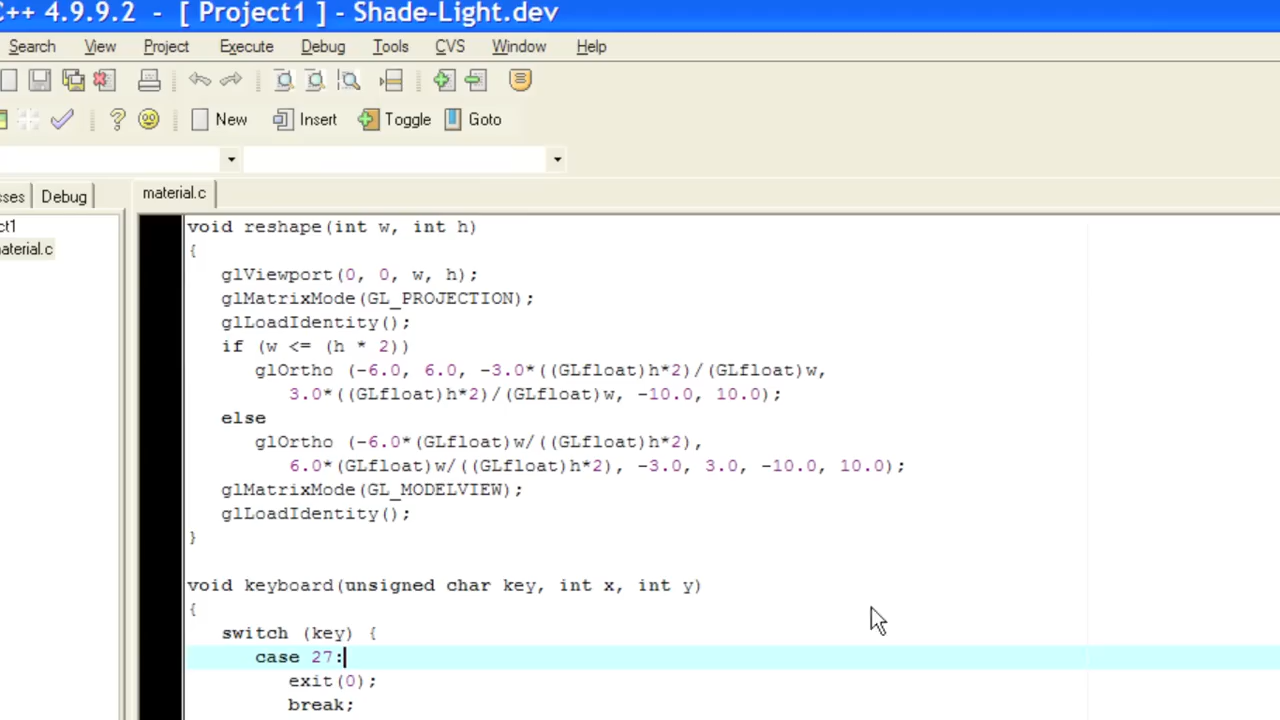 C++ 4.9.9.2 - [ Project1 ] - Shade-Light.dev
Search View Project Execute Debug Tools CVS Window Help
New Insert Toggle Goto
sses Debug material.c
ct1
aterial.c
void reshape(int w, int h)
{
   glViewport(0, 0, w, h);
   glMatrixMode(GL_PROJECTION);
   glLoadIdentity();
   if (w <= (h * 2))
      glOrtho (-6.0, 6.0, -3.0*((GLfloat)h*2)/(GLfloat)w,
         3.0*((GLfloat)h*2)/(GLfloat)w, -10.0, 10.0);
   else
      glOrtho (-6.0*(GLfloat)w/((GLfloat)h*2),
         6.0*(GLfloat)w/((GLfloat)h*2), -3.0, 3.0, -10.0, 10.0);
   glMatrixMode(GL_MODELVIEW);
   glLoadIdentity();
}
void keyboard(unsigned char key, int x, int y)
{
   switch (key) {
      case 27:
         exit(0);
         break;